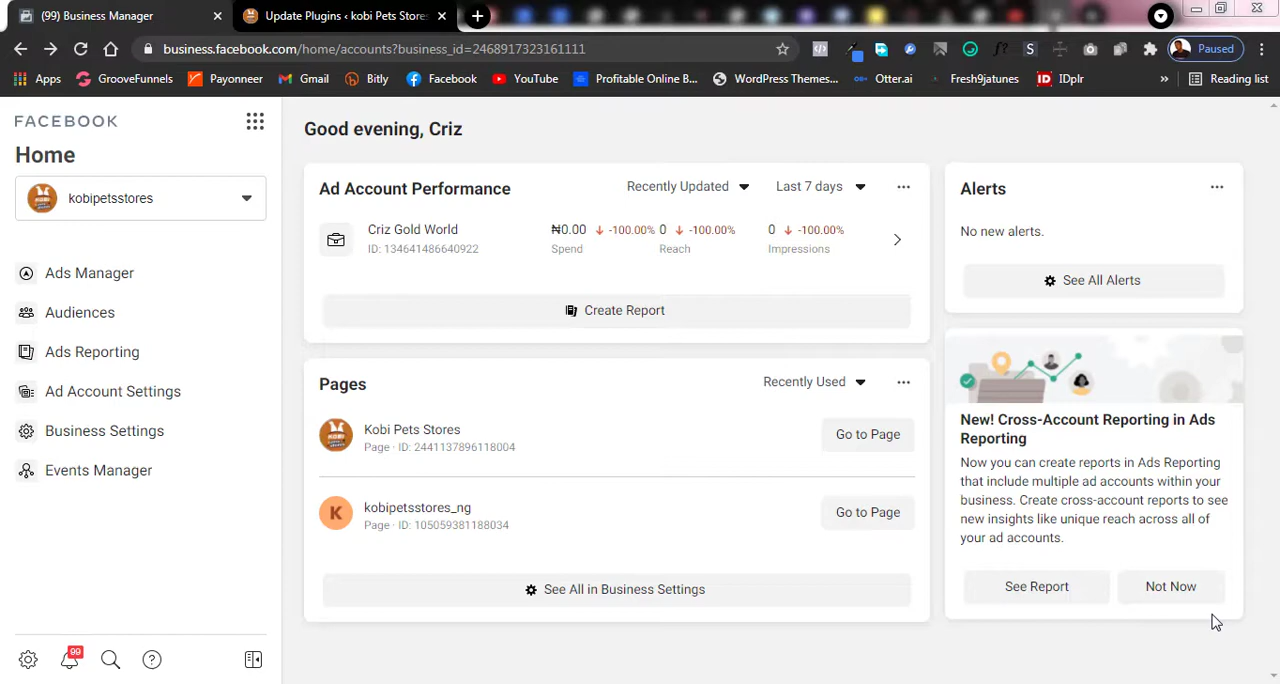 (99) Business Manager
Update Plugins ‹ kobi Pets Stores
business.facebook.com/home/accounts?business_id=2468917323161111
Paused
Apps
GrooveFunnels
Payonneer
Gmail
Bitly
Facebook
YouTube
Profitable Online B...
WordPress Themes...
Otter.ai
Fresh9jatunes
IDplr
»
Reading list
FACEBOOK
Home
kobipetsstores
Ads Manager
Audiences
Ads Reporting
Ad Account Settings
Business Settings
Events Manager
99
Good evening, Criz
Ad Account Performance
Recently Updated
Last 7 days
Criz Gold World
ID: 134641486640922
₦0.00 ↓ -100.00%
Spend
0 ↓ -100.00%
Reach
0 ↓ -100.00%
Impressions
Create Report
Pages
Recently Used
Kobi Pets Stores
Page · ID: 2441137896118004
Go to Page
K
kobipetsstores_ng
Page · ID: 105059381188034
Go to Page
See All in Business Settings
Alerts
No new alerts.
See All Alerts
New! Cross-Account Reporting in Ads
Reporting
Now you can create reports in Ads Reporting
that include multiple ad accounts within your
business. Create cross-account reports to see
new insights like unique reach across all of
your ad accounts.
See Report
Not Now